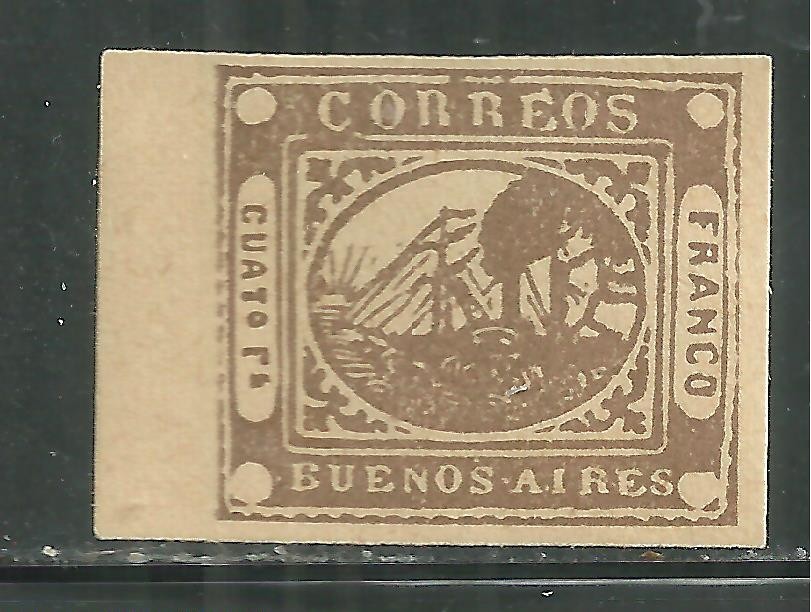 CORREOS
CUATO Ps
FRANCO
BUENOS·AIRES